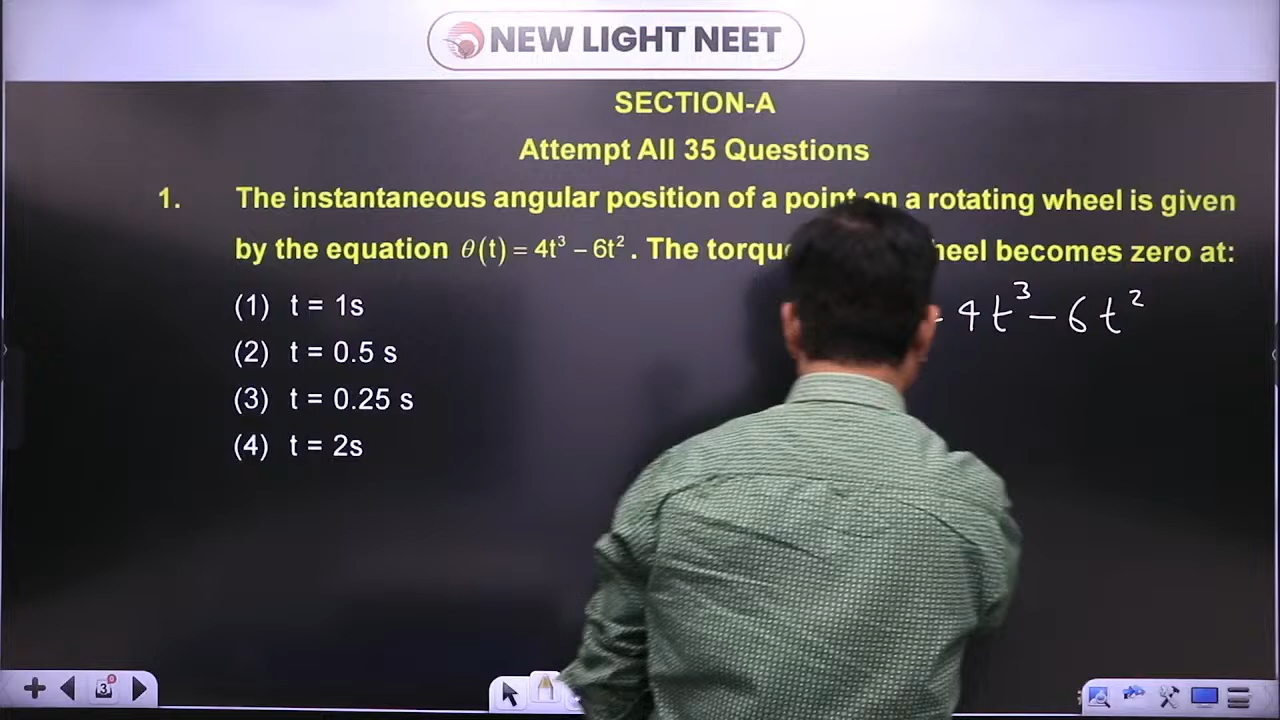 NEW LIGHT NEET
SECTION-A
Attempt All 35 Questions
1. The instantaneous angular position of a point on a rotating wheel is given
by the equation θ(t) = 4t³ – 6t². The becomes zero at:
4t³ – 6t²
(1) t = 1s
(2) t = 0.5 s
(3) t = 0.25 s
(4) t = 2s
3